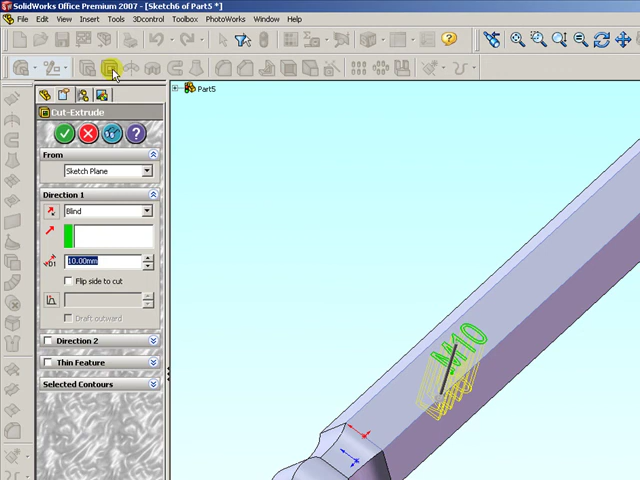 SolidWorks Office Premium 2007 - [Sketch6 of Part5 *]
File Edit View Insert Tools 3Dcontrol Toolbox PhotoWorks Window Help
Part5
Cut-Extrude
From
Sketch Plane
Direction 1
Blind
D1
10.00mm
Flip side to cut
Draft outward
Direction 2
Thin Feature
Selected Contours
M10